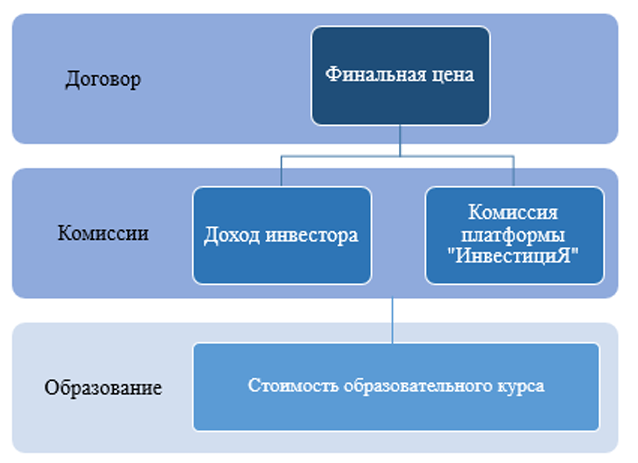 Договор
Финальная цена
Комиссии
Доход инвестора
Комиссия
платформы
"ИнвестициЯ"
Образование
Стоимость образовательного курса